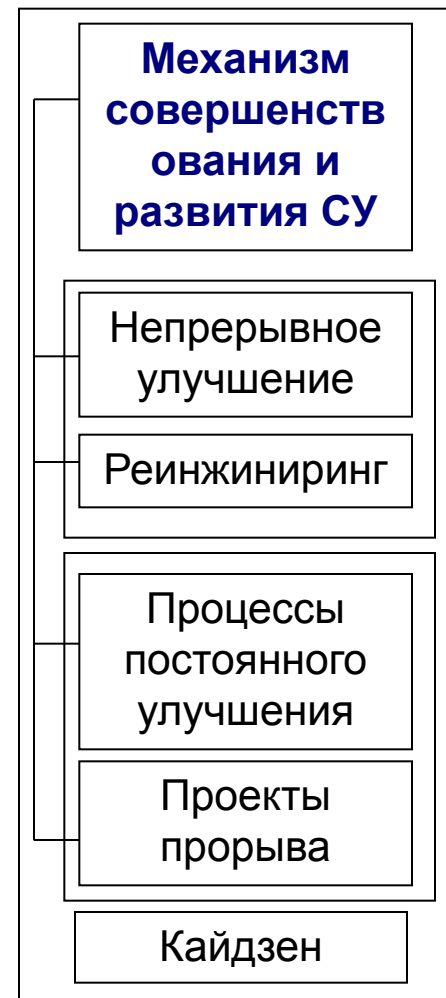 Механизм
совершенств
ования и
развития СУ
Непрерывное
улучшение
Реинжиниринг
Процессы
постоянного
улучшения
Проекты
прорыва
Кайдзен